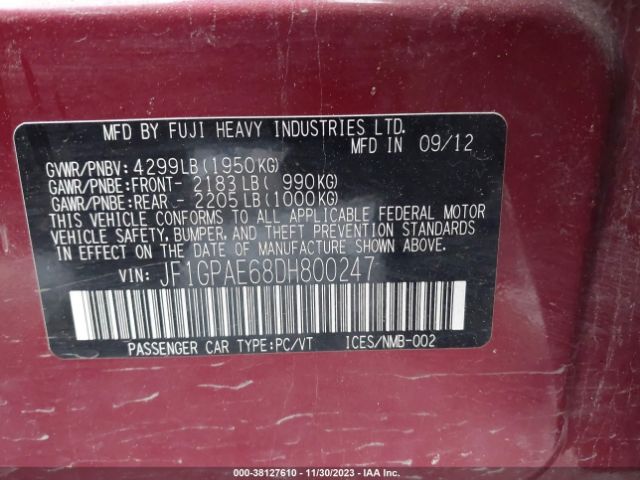 MFD BY FUJI HEAVY INDUSTRIES LTD.
MFD IN 09/12
GVWR/PNBV: 4299LB(1950KG)
GAWR/PNBE:FRONT- 2183LB( 990KG)
GAWR/PNBE:REAR - 2205LB(1000KG)
THIS VEHICLE CONFORMS TO ALL APPLICABLE FEDERAL MOTOR
VEHICLE SAFETY, BUMPER, AND THEFT PREVENTION STANDARDS
IN EFFECT ON THE DATE OF MANUFACTURE SHOWN ABOVE.
VIN: JF1GPAE68DH800247
PASSENGER CAR TYPE:PC/VT ICES/NMB-002
000-38127610 - 11/30/2023 - IAA Inc.